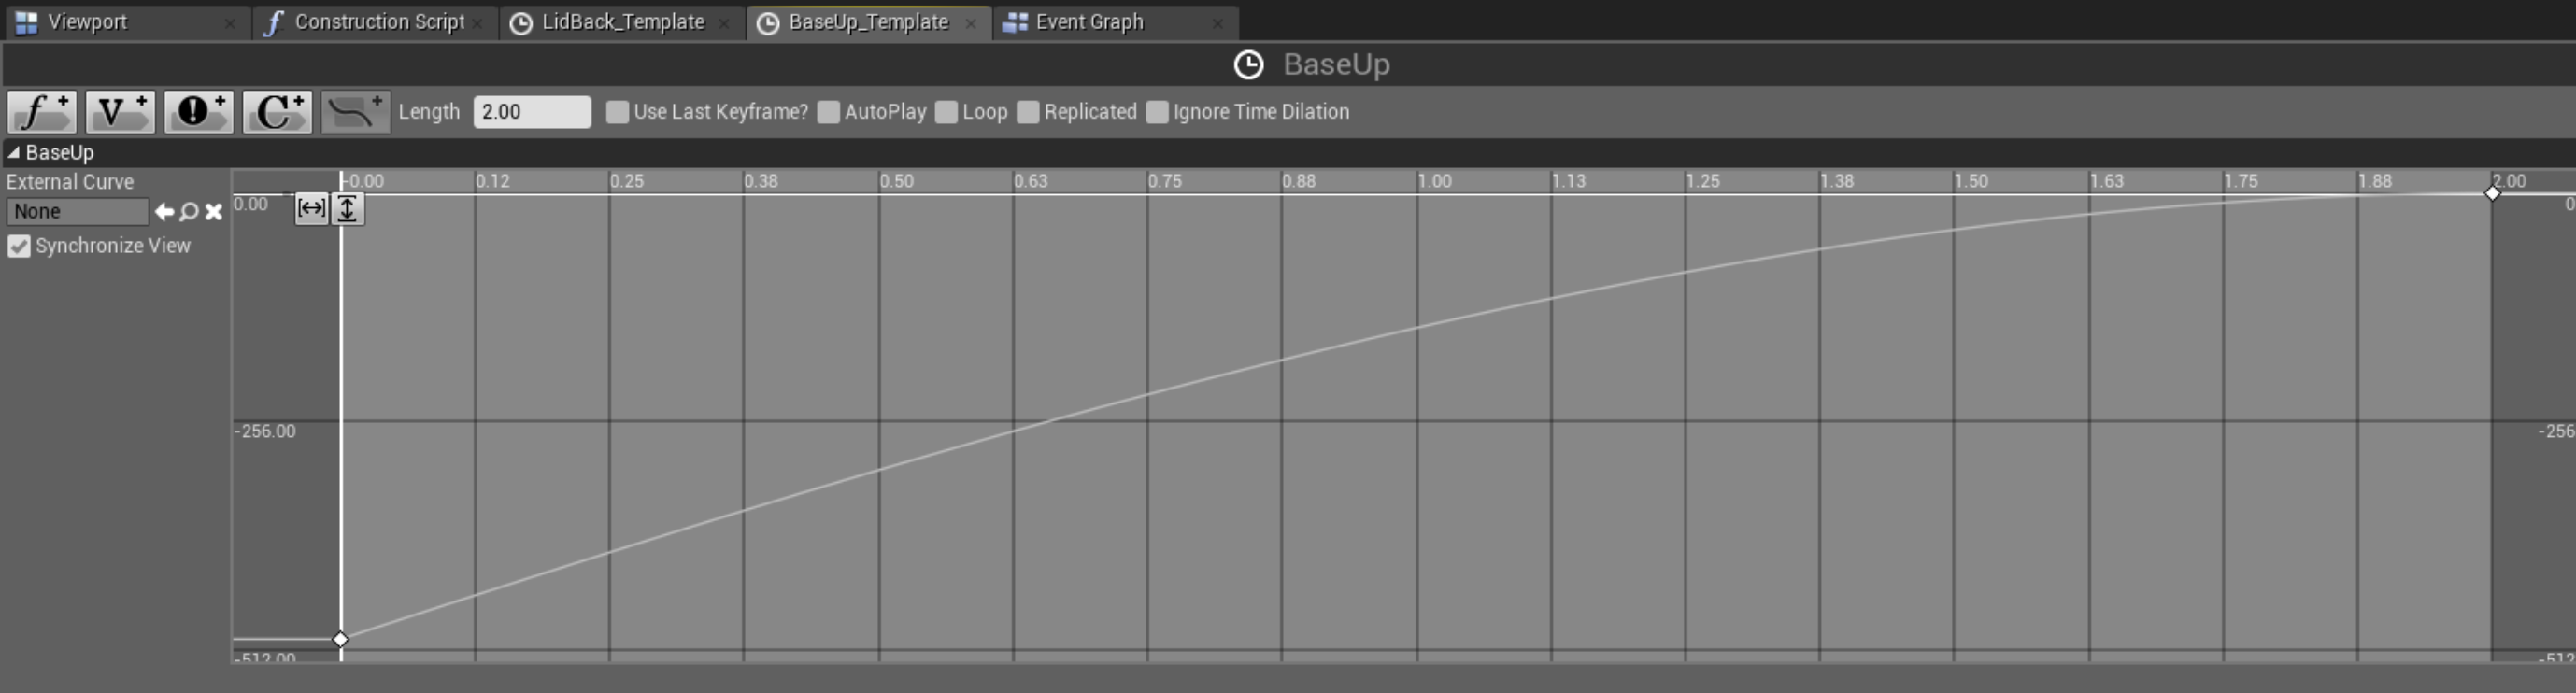 Viewport
Construction Script
LidBack_Template
BaseUp_Template
Event Graph
BaseUp
f V ! C Length 2.00 Use Last Keyframe? AutoPlay Loop Replicated Ignore Time Dilation
BaseUp
External Curve
None
Synchronize View
-0.00 0.12 0.25 0.38 0.50 0.63 0.75 0.88 1.00 1.13 1.25 1.38 1.50 1.63 1.75 1.88 2.00
0.00 0
-256.00 -256
-512.00 -512